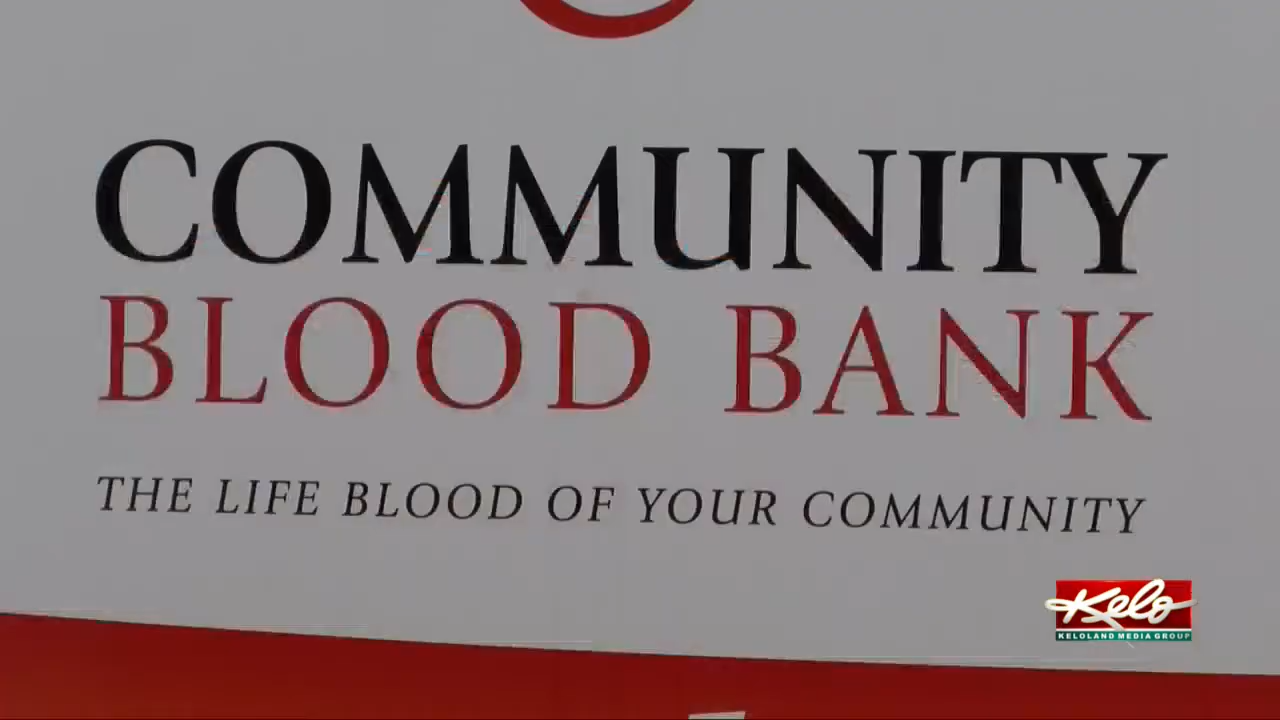 COMMUNITY
BLOOD BANK
THE LIFE BLOOD OF YOUR COMMUNITY
Kelo
KELOLAND MEDIA GROUP